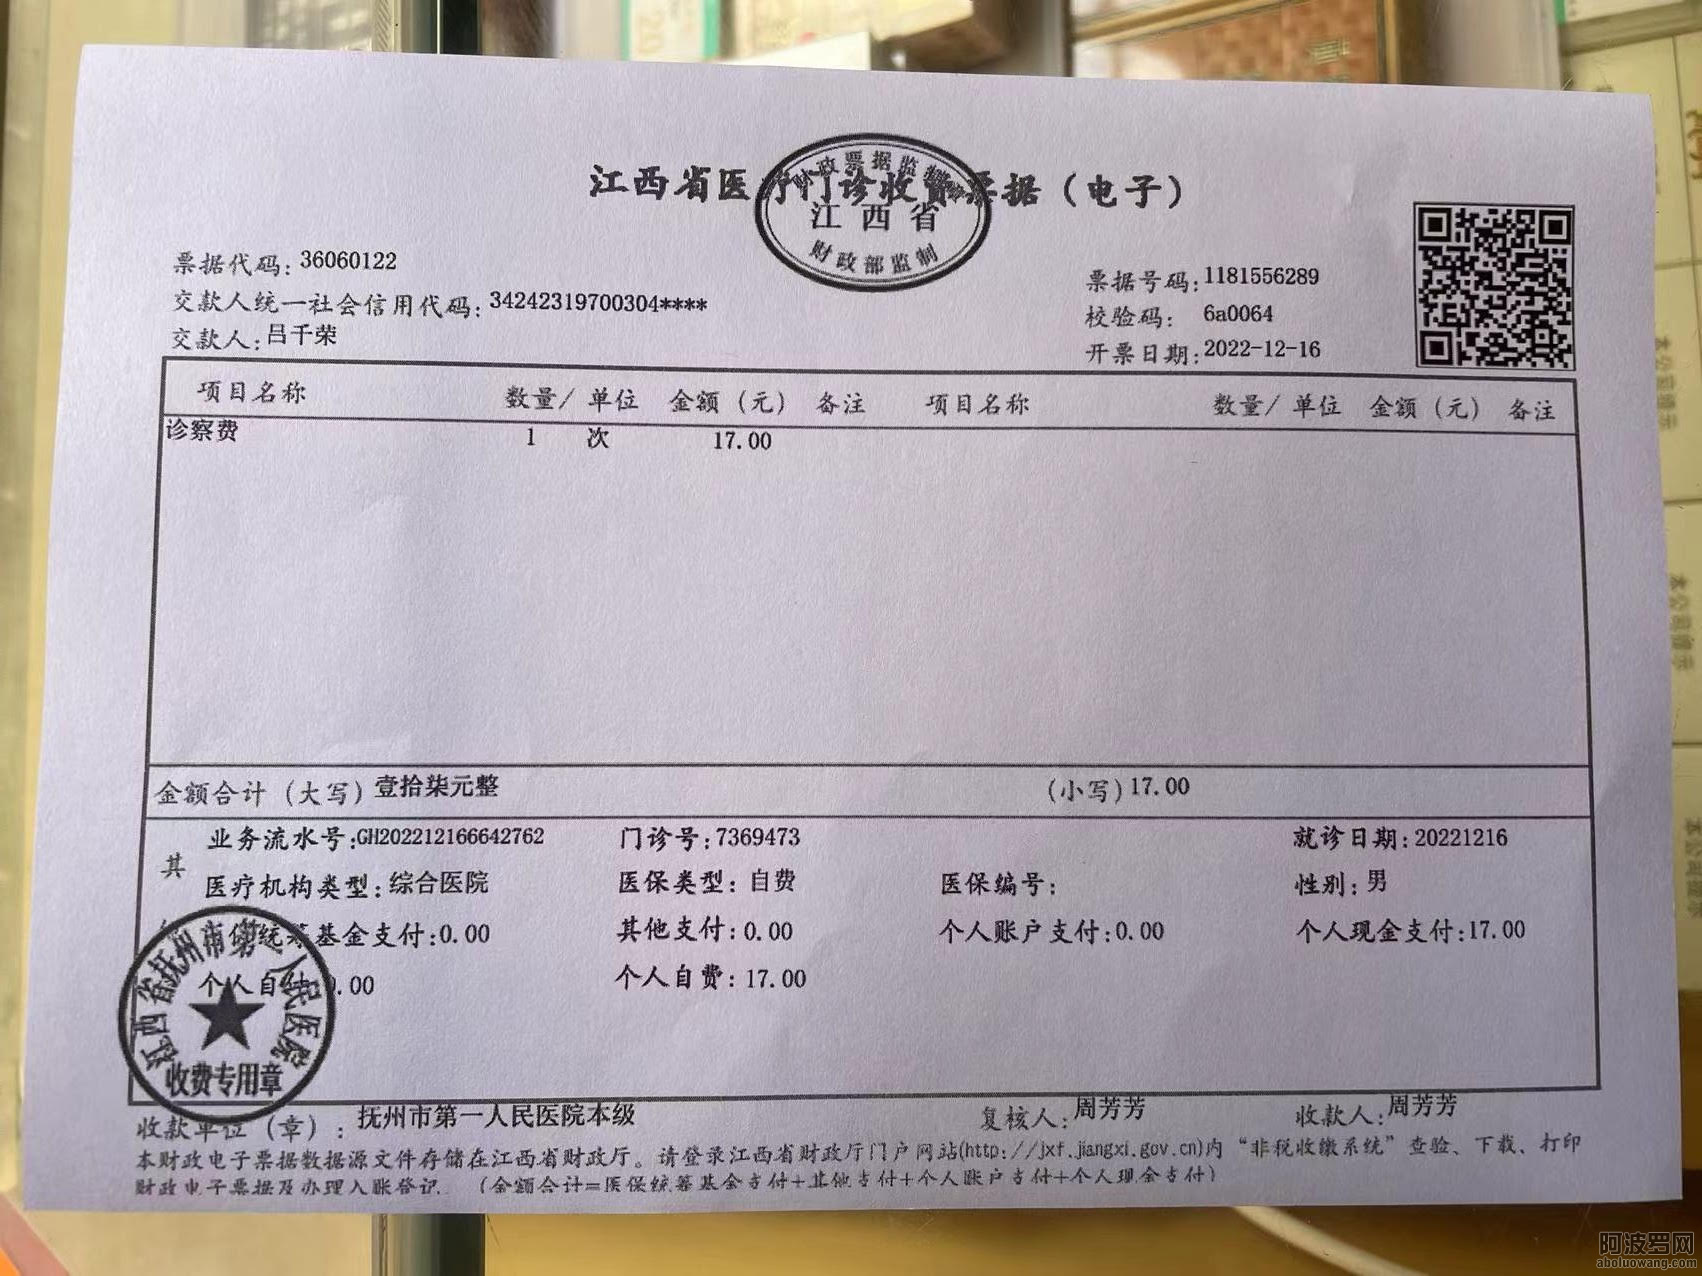 江西省医疗门诊收费票据（电子）
财政票据监制
江西省
财政部监制
票据代码：36060122
票据号码：1181556289
交款人统一社会信用代码：34242319700304****
校验码： 6a0064
交款人：吕千荣
开票日期：2022-12-16
项目名称 数量/单位 金额（元） 备注 项目名称 数量/单位 金额（元） 备注
诊察费 1 次 17.00
金额合计（大写）壹拾柒元整 （小写）17.00
业务流水号：GH202212166642762 门诊号：7369473 就诊日期：20221216
其
医疗机构类型：综合医院 医保类型：自费 医保编号： 性别：男
医保统筹基金支付：0.00 其他支付：0.00 个人账户支付：0.00 个人现金支付：17.00
个人自付：0.00 个人自费：17.00
江西省抚州市第一人民医院
收费专用章
收款单位（章）：抚州市第一人民医院本级 复核人：周芳芳 收款人：周芳芳
本财政电子票据数据源文件存储在江西省财政厅。请登录江西省财政厅门户网站(http://jxf.jiangxi.gov.cn)内“非税收缴系统”查验、下载、打印
财政电子票据及办理入账登记。（金额合计=医保统筹基金支付+其他支付+个人账户支付+个人现金支付）
阿波罗网
aboluowang.com